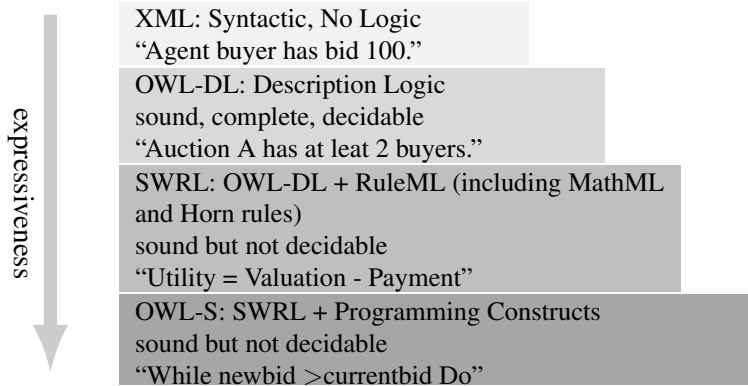 expressiveness
XML: Syntactic, No Logic
“Agent buyer has bid 100.”
OWL-DL: Description Logic
sound, complete, decidable
“Auction A has at leat 2 buyers.”
SWRL: OWL-DL + RuleML (including MathML
and Horn rules)
sound but not decidable
“Utility = Valuation - Payment”
OWL-S: SWRL + Programming Constructs
sound but not decidable
“While newbid >currentbid Do”